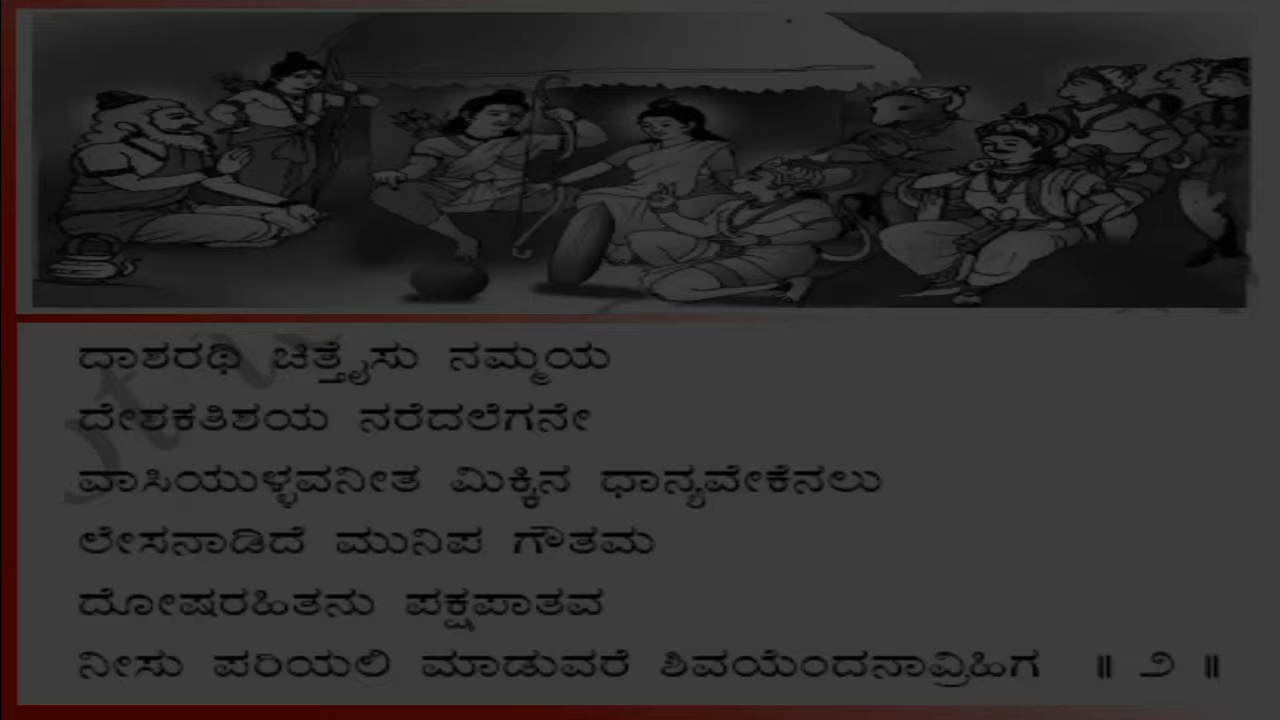 ದಾಶರಥಿ ಚಿತ್ತೈಸು ನಮ್ಮಯ
ದೇಶಕತಿಶಯ ನರೆದಲೆಗನೇ
ವಾಸಿಯುಳ್ಳವನೀತ ಮಿಕ್ಕಿನ ಧಾನ್ಯವೇಕೆನಲು
ಲೇಸನಾಡಿದೆ ಮುನಿಪ ಗೌತಮ
ದೋಷರಹಿತನು ಪಕ್ಷಪಾತವ
ನೀಸು ಪರಿಯಲಿ ಮಾಡುವರೆ ಶಿವಯೆಂದನಾವ್ರಿಹಿಗ ॥ ೨ ॥